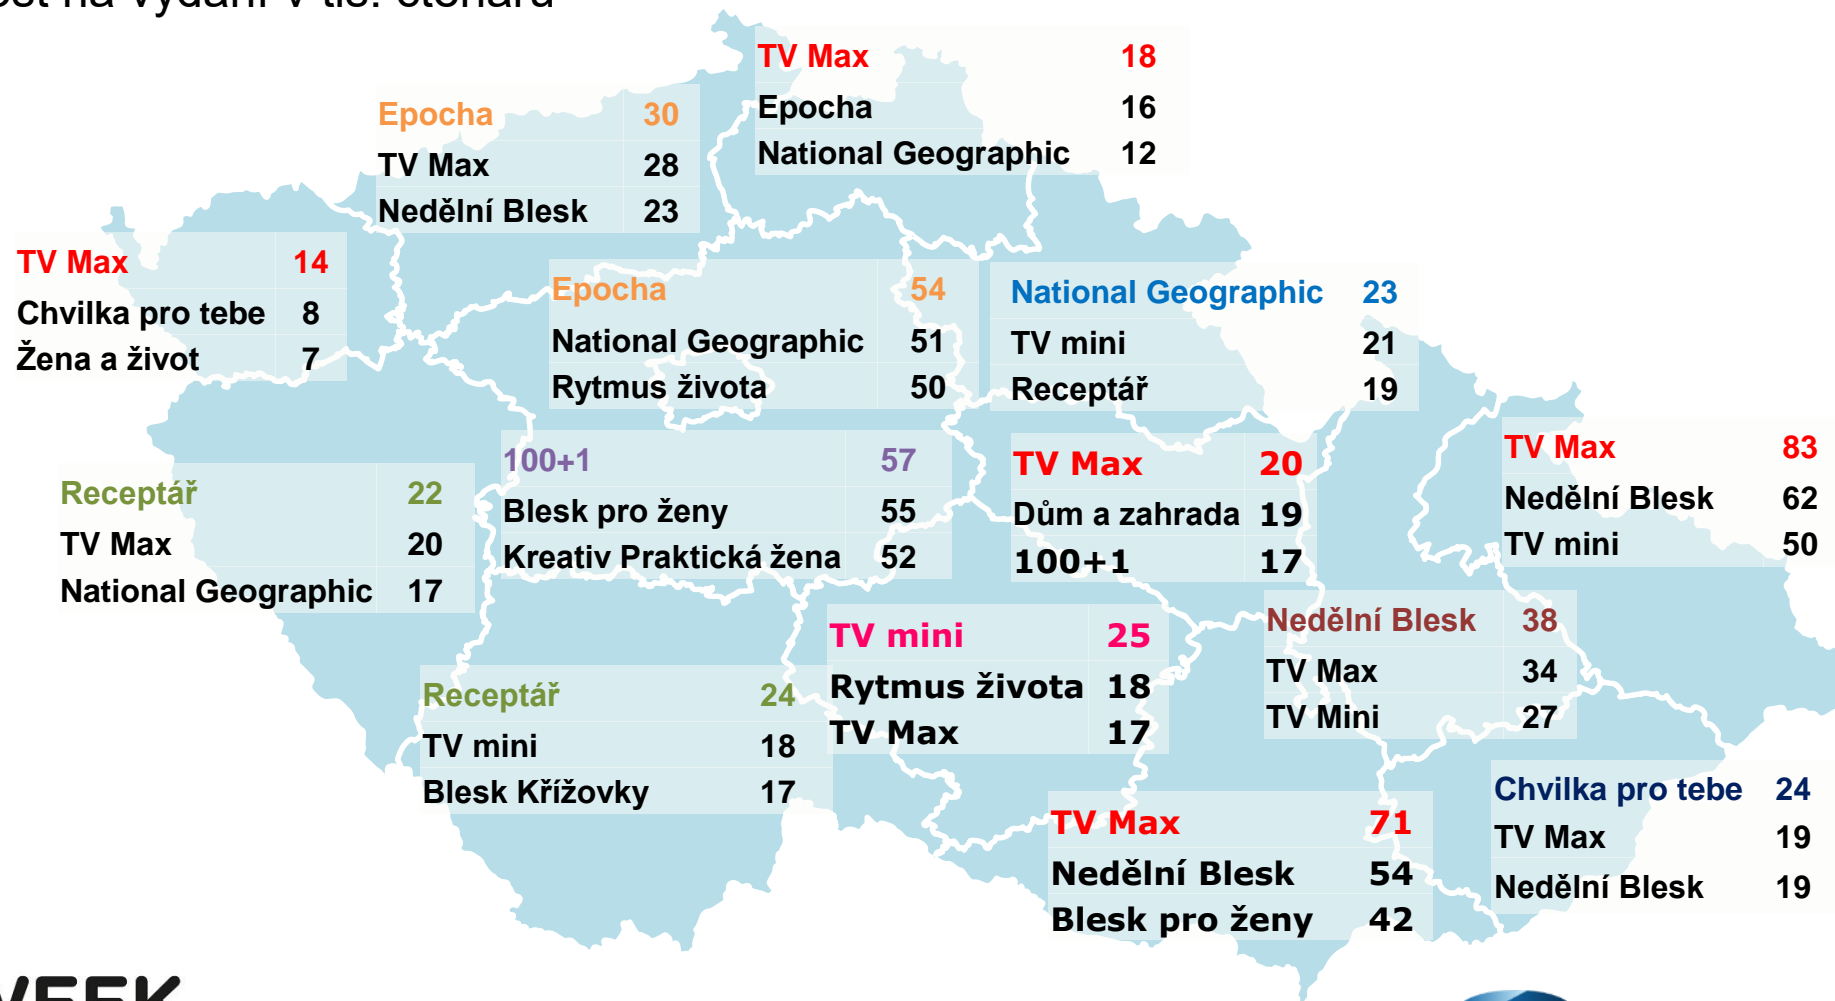 na vydání v tis. čtenářů
TV Max 18
Epocha 16
National Geographic 12
Epocha 30
TV Max 28
Nedělní Blesk 23
TV Max 14
Chvilka pro tebe 8
Žena a život 7
Epocha 54
National Geographic 51
Rytmus života 50
National Geographic 23
TV mini 21
Receptář 19
Receptář 22
TV Max 20
National Geographic 17
100+1 57
Blesk pro ženy 55
Kreativ Praktická žena 52
TV Max 20
Dům a zahrada 19
100+1 17
TV Max 83
Nedělní Blesk 62
TV mini 50
Receptář 24
TV mini 18
Blesk Křížovky 17
TV mini 25
Rytmus života 18
TV Max 17
Nedělní Blesk 38
TV Max 34
TV Mini 27
TV Max 71
Nedělní Blesk 54
Blesk pro ženy 42
Chvilka pro tebe 24
TV Max 19
Nedělní Blesk 19